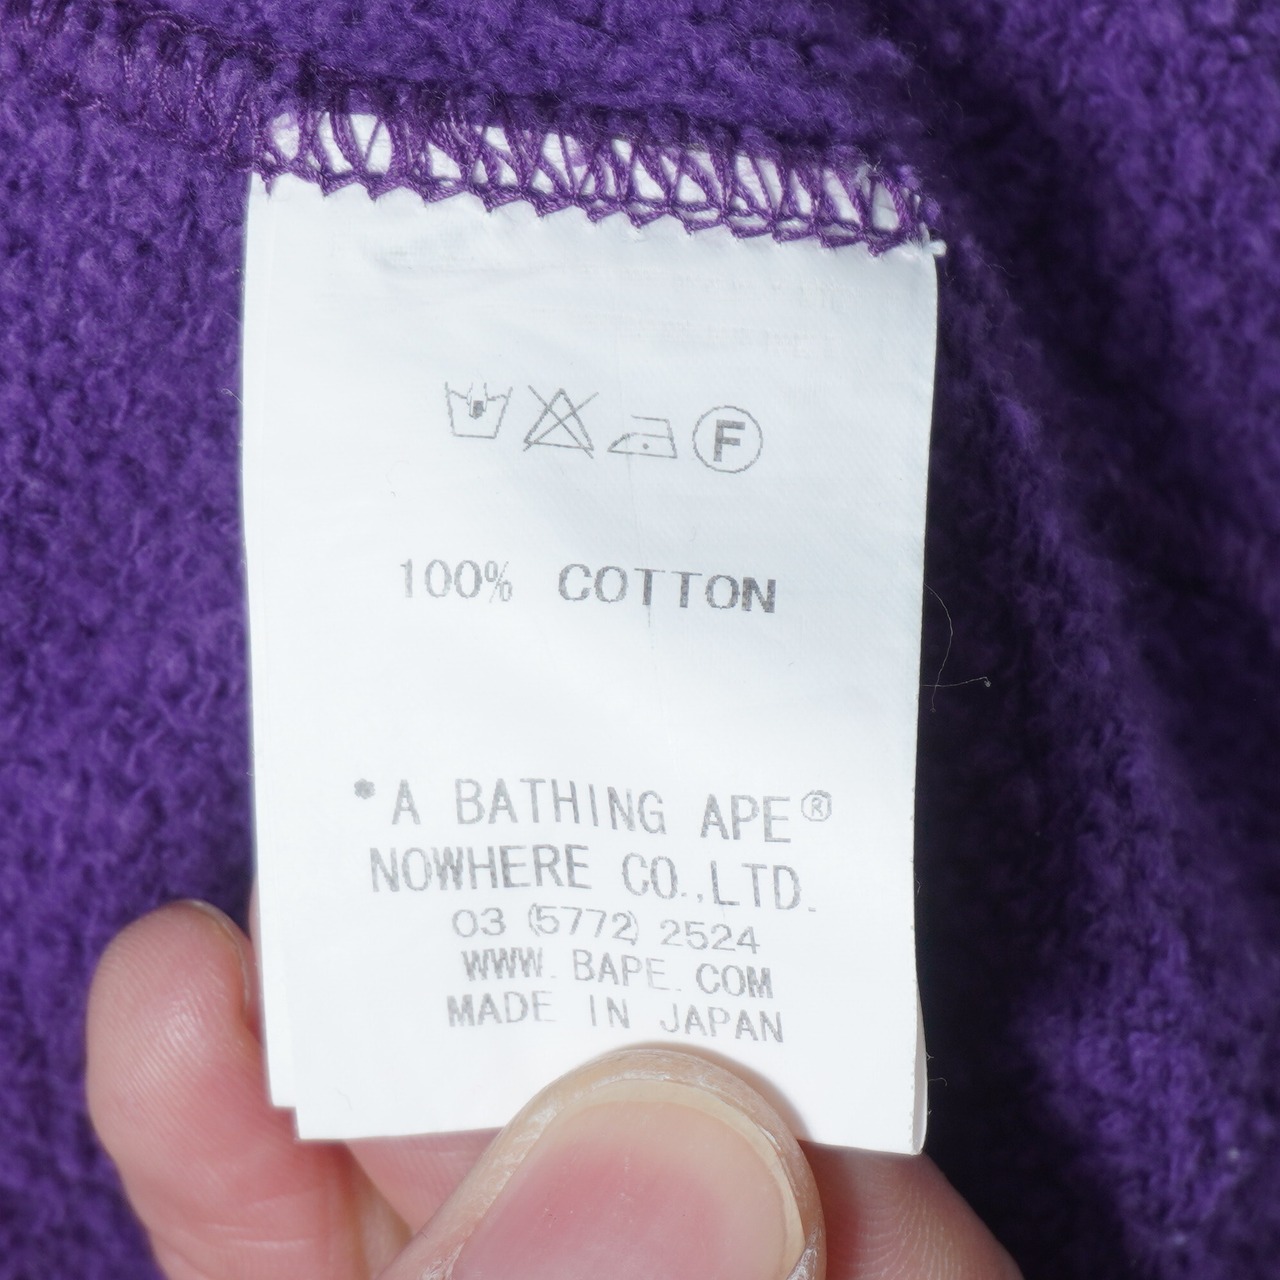 F
100% COTTON
*A BATHING APE®
NOWHERE CO.,LTD.
03 (5772) 2524
WWW. BAPE. COM
MADE IN JAPAN